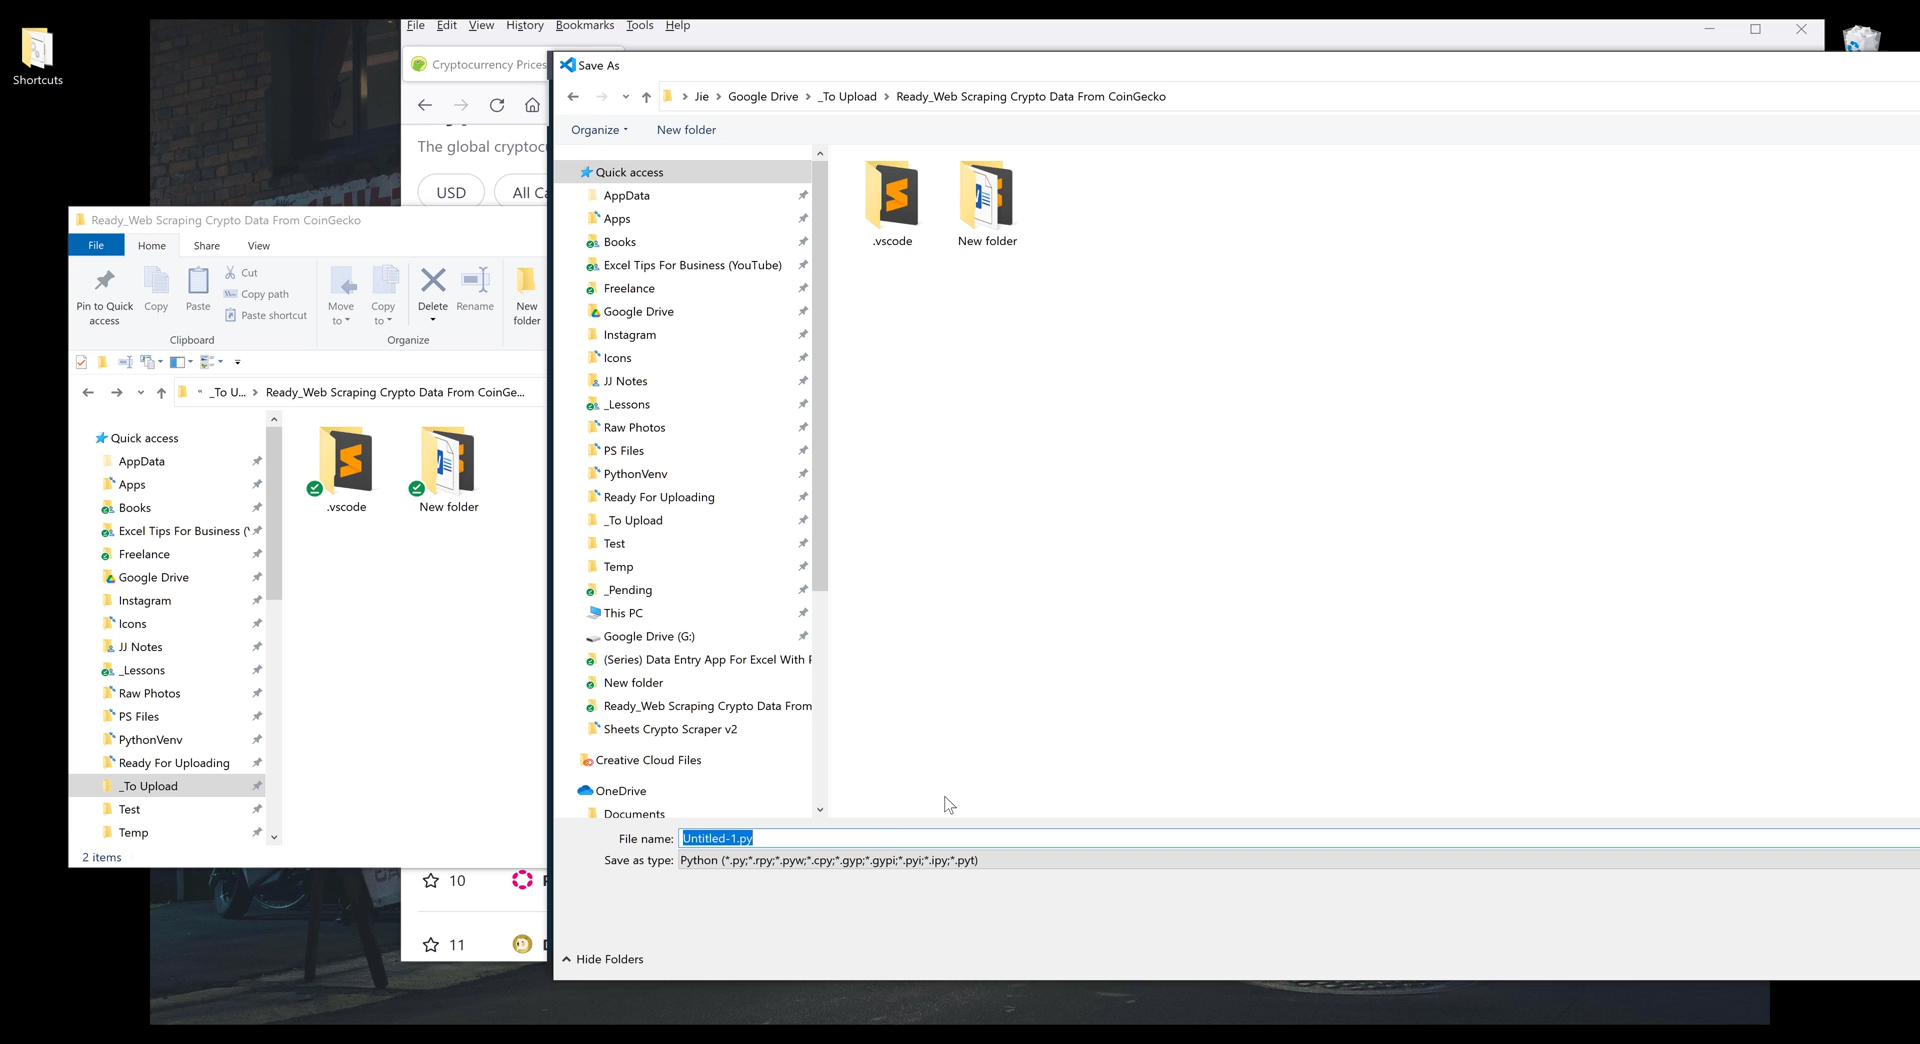 Shortcuts
File Edit View History Bookmarks Tools Help
Cryptocurrency Prices
The global cryptocu
USD All Ca
Ready_Web Scraping Crypto Data From CoinGecko
File Home Share View
Pin to Quick access
Copy
Paste
Cut
Copy path
Paste shortcut
Clipboard
Move to
Copy to
Delete
Rename
Organize
New folder
_To U... > Ready_Web Scraping Crypto Data From CoinGe...
Quick access
AppData
Apps
Books
Excel Tips For Business (
Freelance
Google Drive
Instagram
Icons
JJ Notes
_Lessons
Raw Photos
PS Files
PythonVenv
Ready For Uploading
_To Upload
Test
Temp
.vscode
New folder
2 items
10
11
Save As
Jie > Google Drive > _To Upload > Ready_Web Scraping Crypto Data From CoinGecko
Organize New folder
Quick access
AppData
Apps
Books
Excel Tips For Business (YouTube)
Freelance
Google Drive
Instagram
Icons
JJ Notes
_Lessons
Raw Photos
PS Files
PythonVenv
Ready For Uploading
_To Upload
Test
Temp
_Pending
This PC
Google Drive (G:)
(Series) Data Entry App For Excel With
New folder
Ready_Web Scraping Crypto Data From
Sheets Crypto Scraper v2
Creative Cloud Files
OneDrive
Documents
.vscode
New folder
File name: Untitled-1.py
Save as type: Python (*.py;*.rpy;*.pyw;*.cpy;*.gyp;*.gypi;*.pyi;*.ipy;*.pyt)
Hide Folders